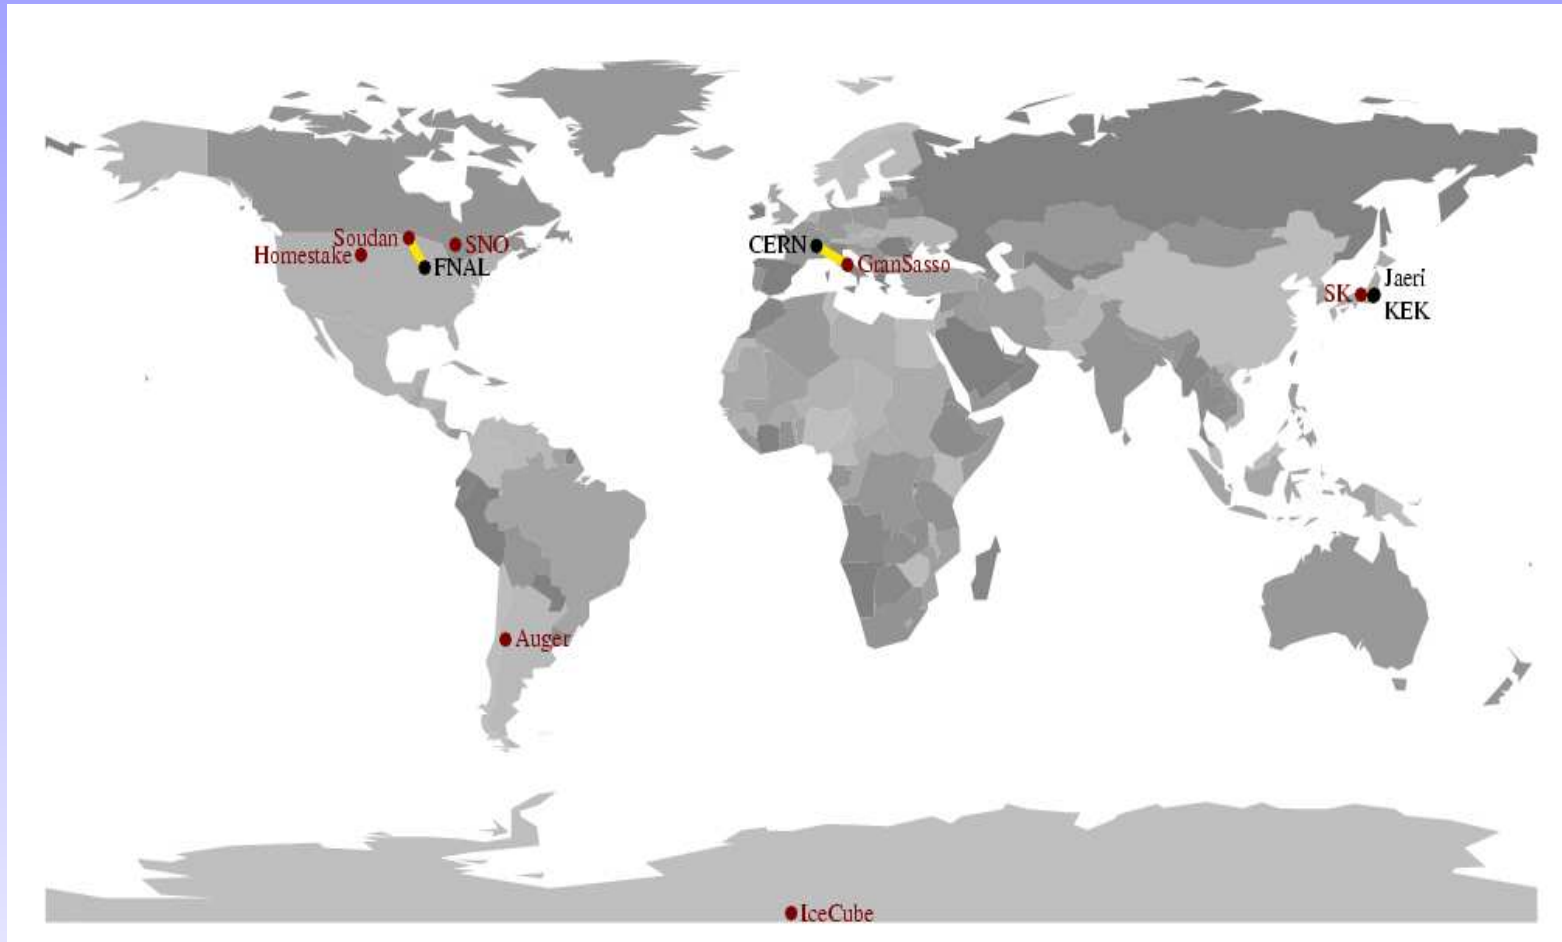 Soudan
SNO
Homestake
FNAL
CERN
GranSasso
Jaeri
SK
KEK
Auger
IceCube